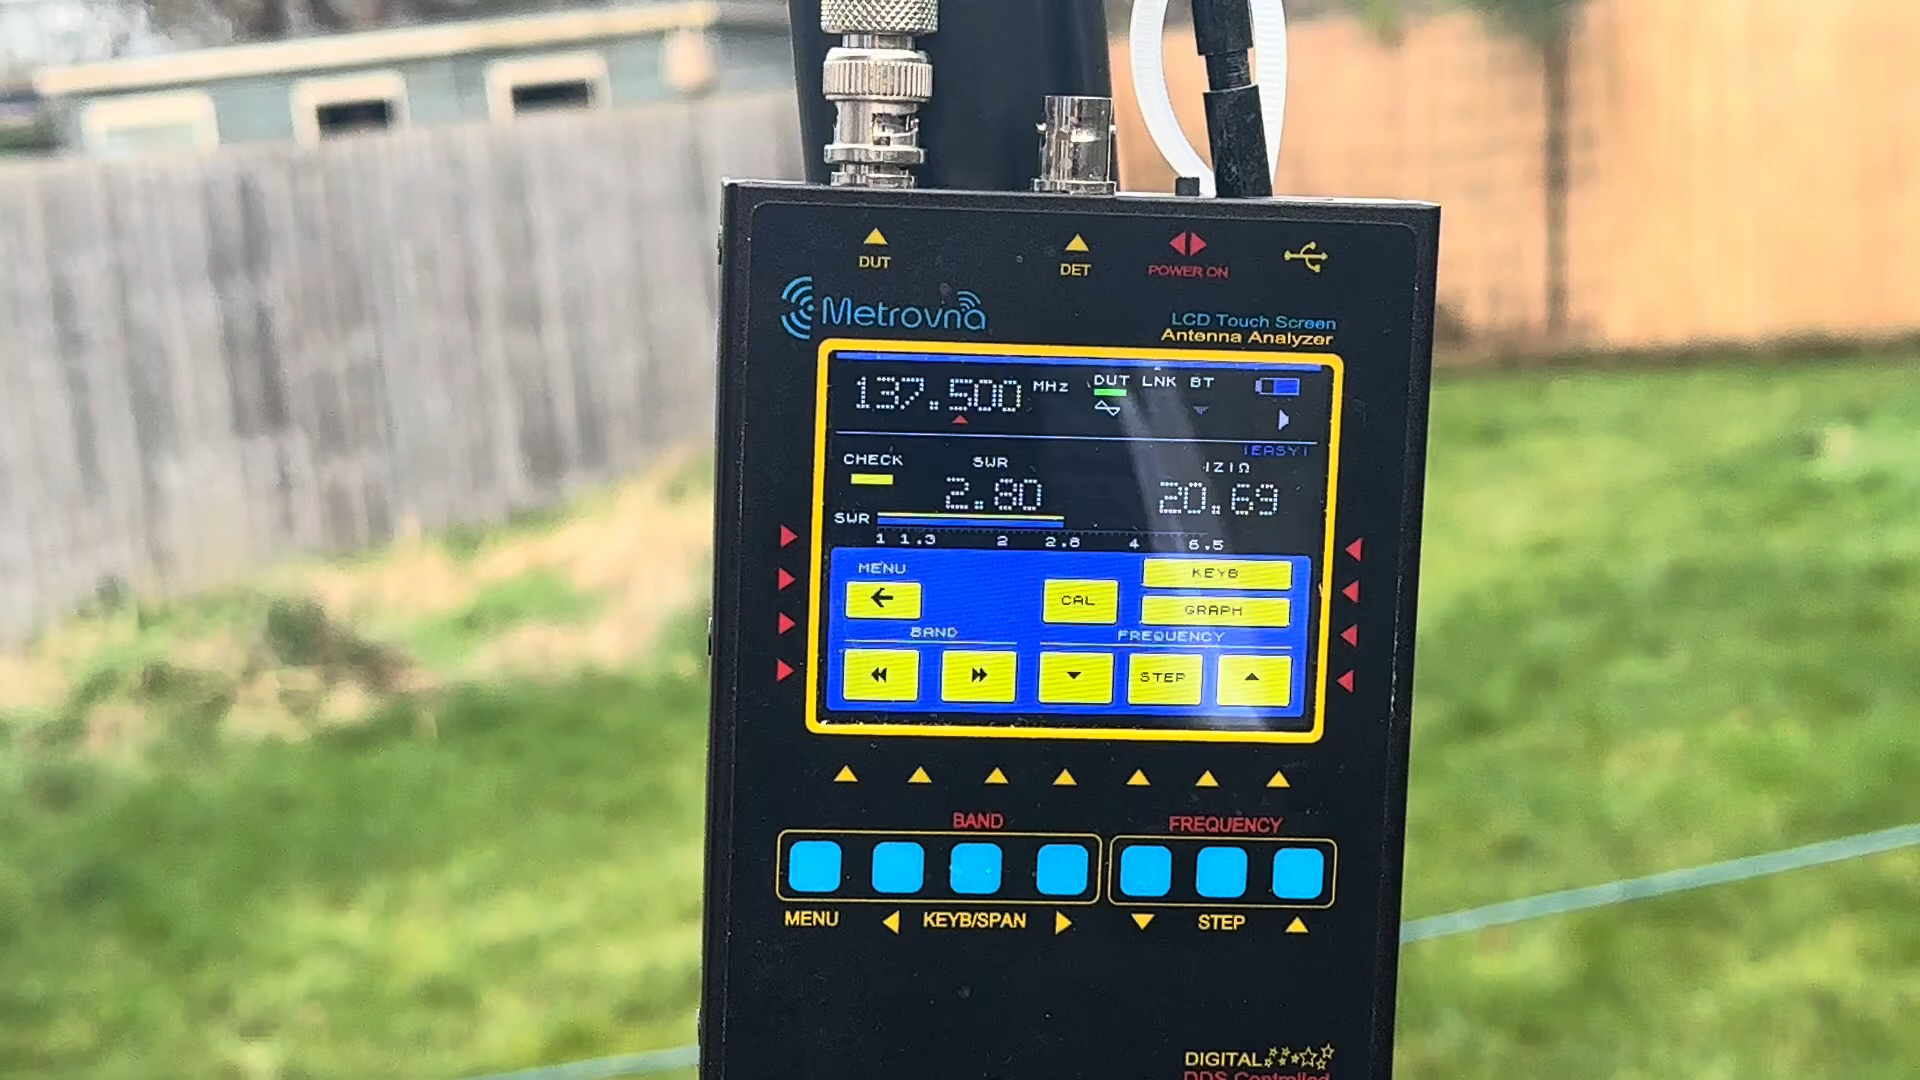 DUT DET POWER ON
Metrovna
LCD Touch Screen
Antenna Analyzer
137.500 MHz DUT LNK BT
[EASY]
CHECK SWR |Z|Ω
2.80 20.69
SWR
1 1.3 2 2.8 4 6.5
MENU KEYB
CAL GRAPH
BAND FREQUENCY
STEP
BAND FREQUENCY
MENU KEYB/SPAN STEP
DIGITAL
DDS Controlled